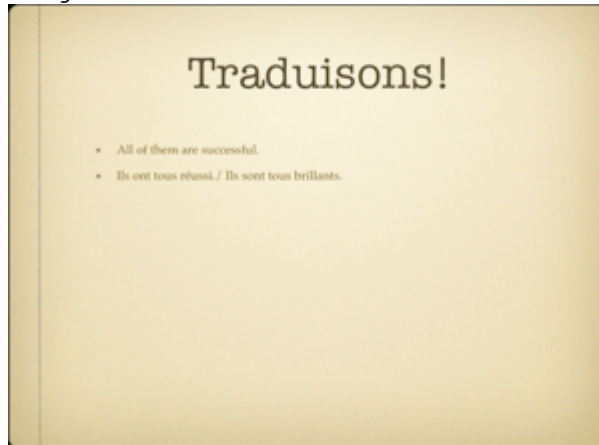 Traduisons!
• All of them are successful.
• Ils ont tous réussi. / Ils sont tous brillants.